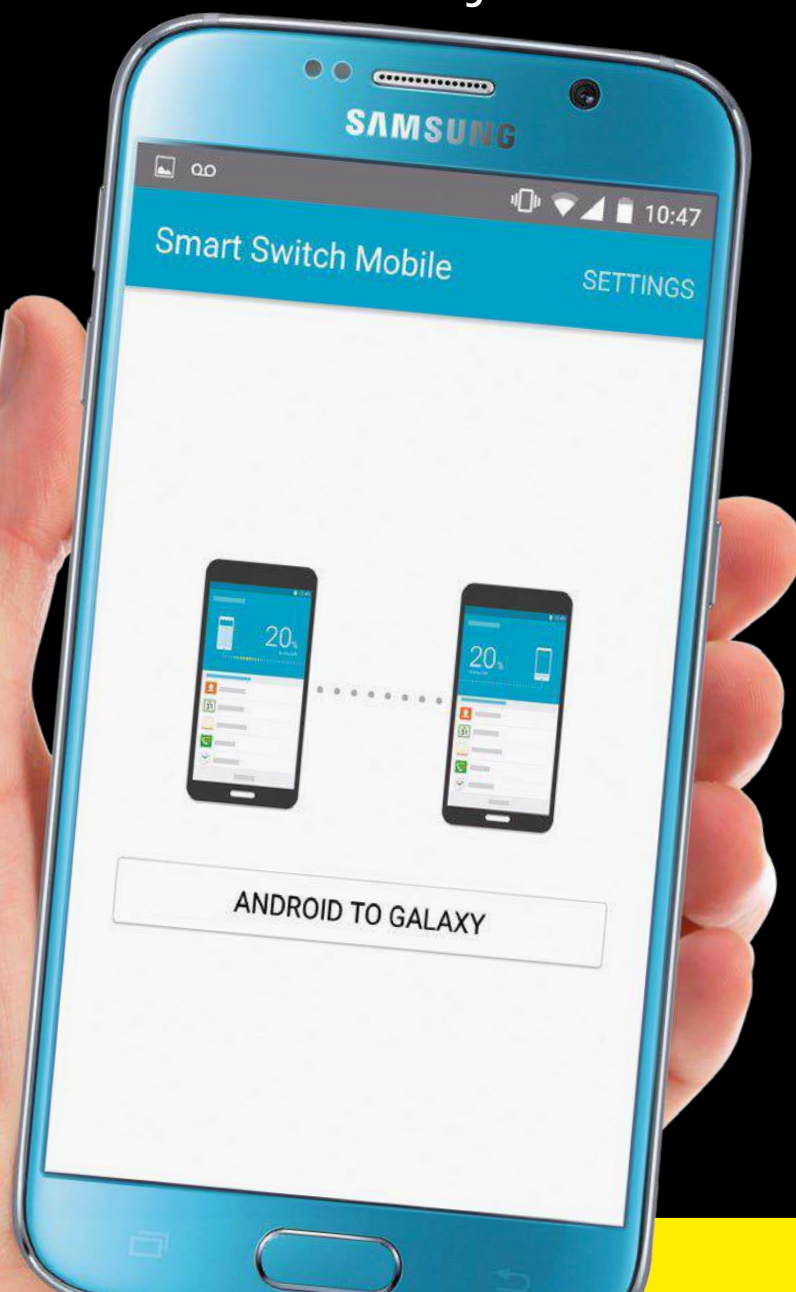 SAMSUNG
10:47
Smart Switch Mobile
SETTINGS
20%
20%
ANDROID TO GALAXY